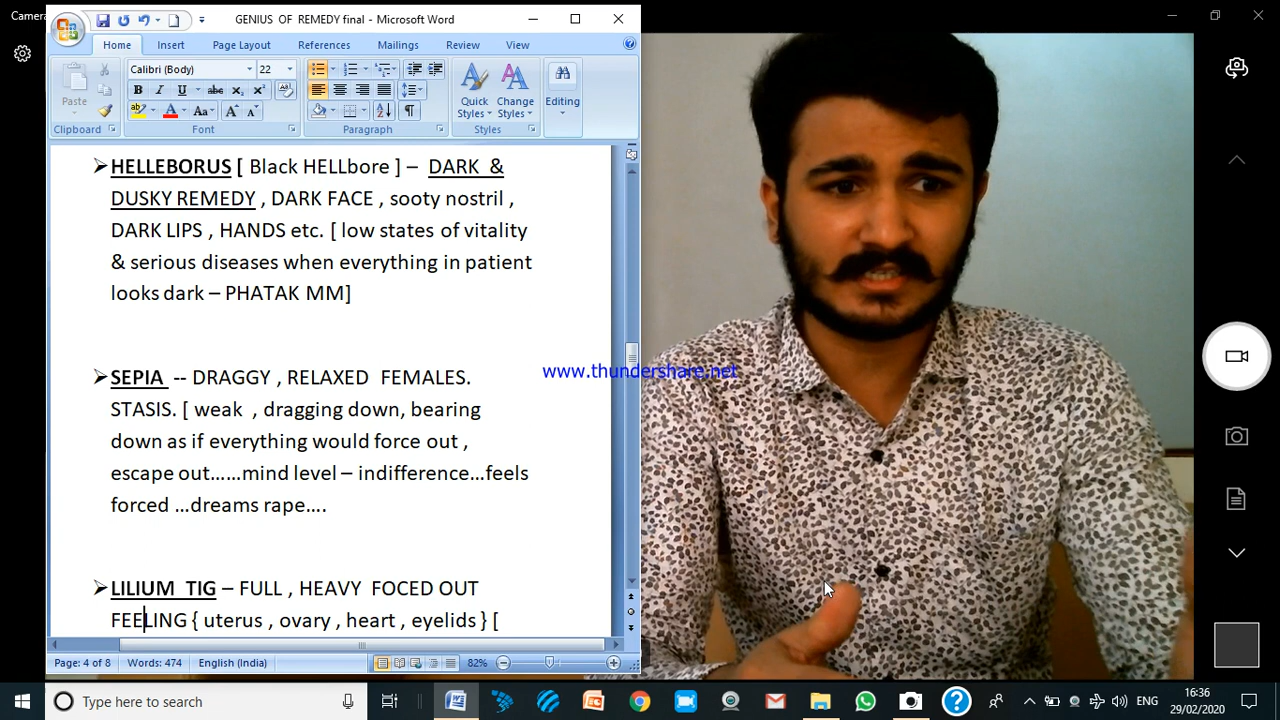 Camera
GENIUS OF REMEDY final - Microsoft Word
Home Insert Page Layout References Mailings Review View
Calibri (Body) 22
Paste
Quick Styles
Change Styles
Editing
Clipboard Font Paragraph Styles
HELLEBORUS [ Black HELLbore ] – DARK &
DUSKY REMEDY , DARK FACE , sooty nostril ,
DARK LIPS , HANDS etc. [ low states of vitality
& serious diseases when everything in patient
looks dark – PHATAK MM]
www.thundershare.net
SEPIA -- DRAGGY , RELAXED FEMALES.
STASIS. [ weak , dragging down, bearing
down as if everything would force out ,
escape out……mind level – indifference…feels
forced …dreams rape….
LILIUM TIG – FULL , HEAVY FOCED OUT
FEELING { uterus , ovary , heart , eyelids } [
Page: 4 of 8 Words: 474 English (India) 82%
Type here to search
ENG
16:36
29/02/2020